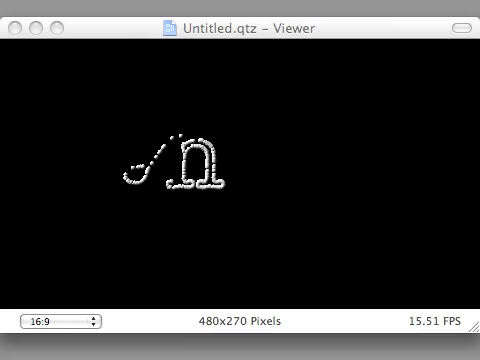 Untitled.qtz – Viewer
n
16:9
480x270 Pixels
15.51 FPS